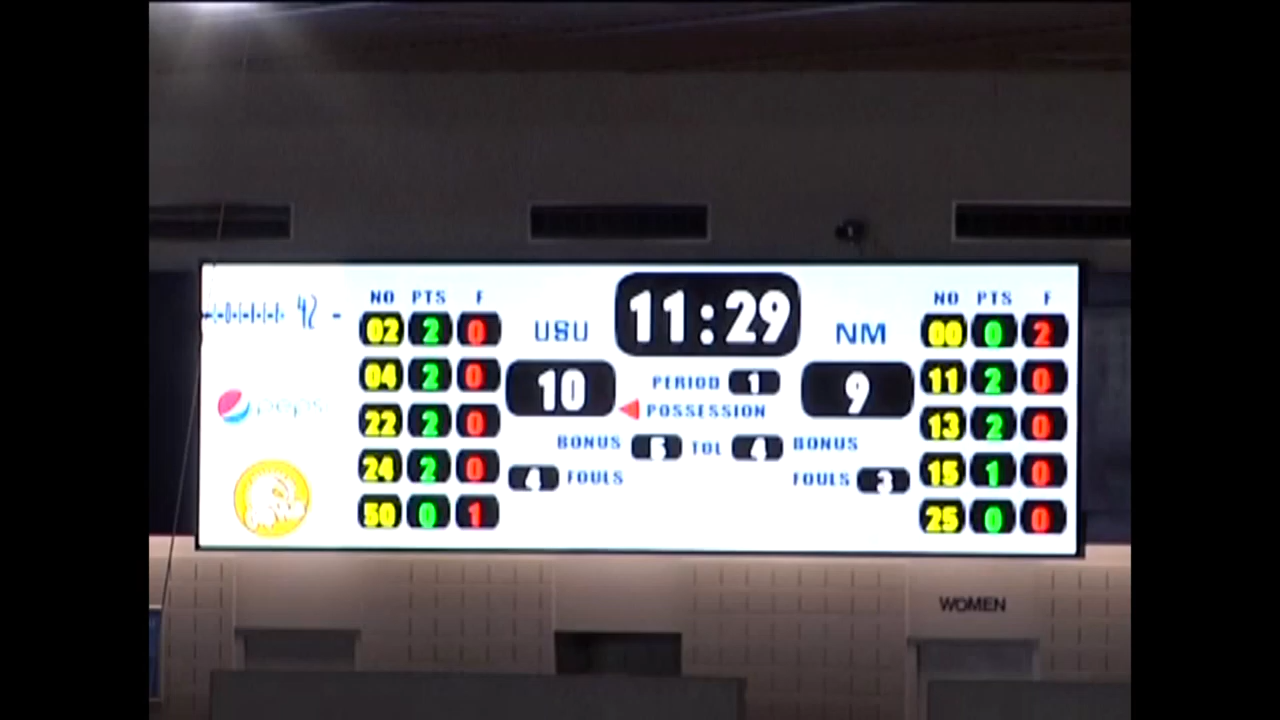 NO PTS F
02 2 0
04 2 0
22 2 0
24 2 0
50 0 1
11:29
USU NM
10 9
PERIOD 1
POSSESSION
BONUS 5 TOL 4 BONUS
4 FOULS
FOULS 3
NO PTS F
00 0 2
11 2 0
13 2 0
15 1 0
25 0 0
pepsi
WOMEN